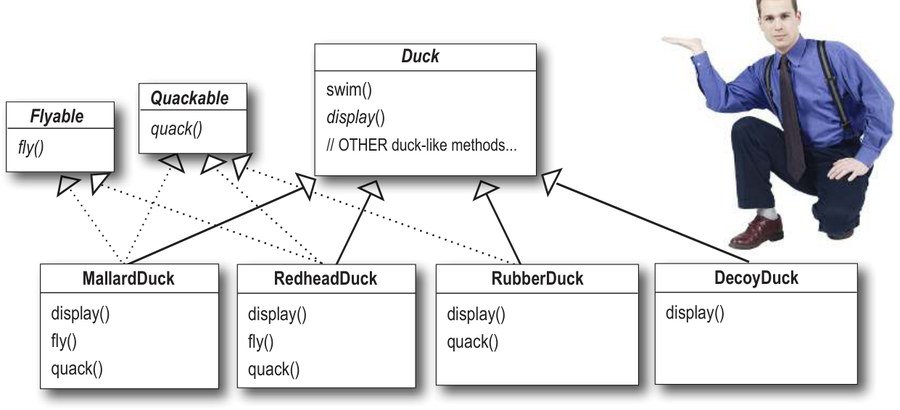 Duck
swim()
display()
// OTHER duck-like methods...
Quackable
quack()
Flyable
fly()
MallardDuck
display()
fly()
quack()
RedheadDuck
display()
fly()
quack()
RubberDuck
display()
quack()
DecoyDuck
display()